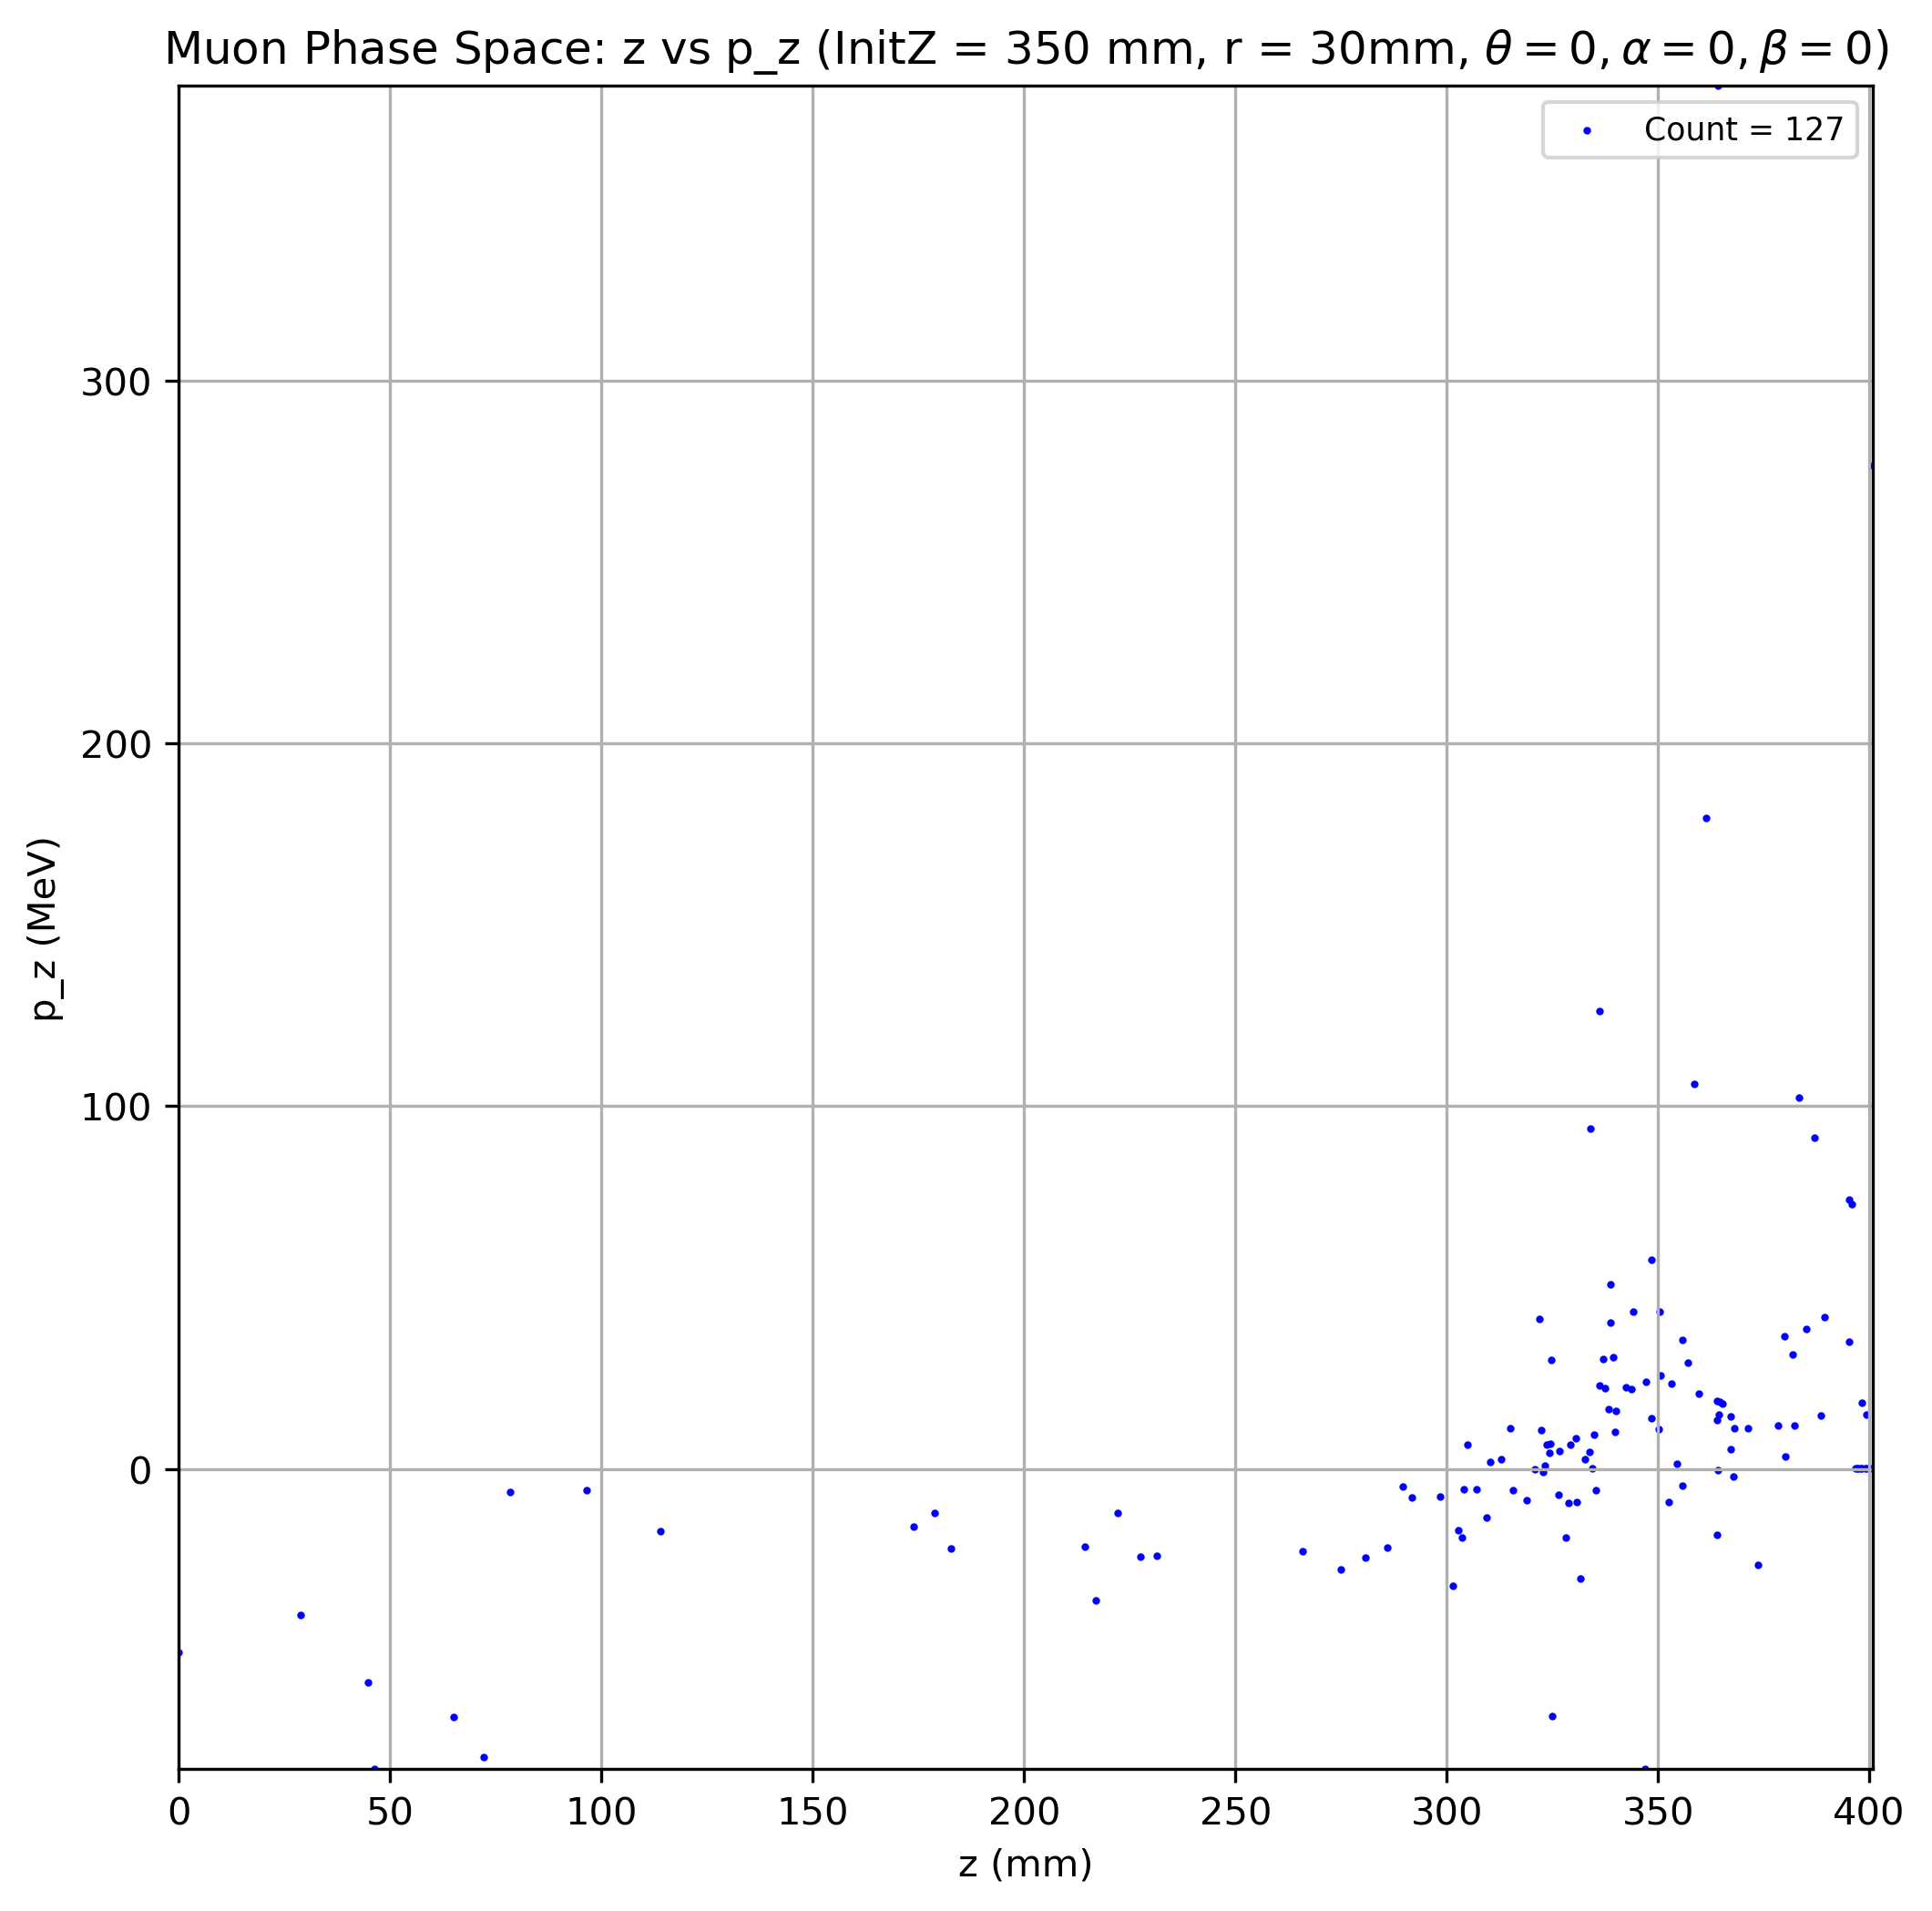 Muon Phase Space: z vs p_z (InitZ = 350 mm, r = 30mm, θ = 0, α = 0, β = 0)
Count = 127
300
200
100
0
p_z (MeV)
0 50 100 150 200 250 300 350 400
z (mm)